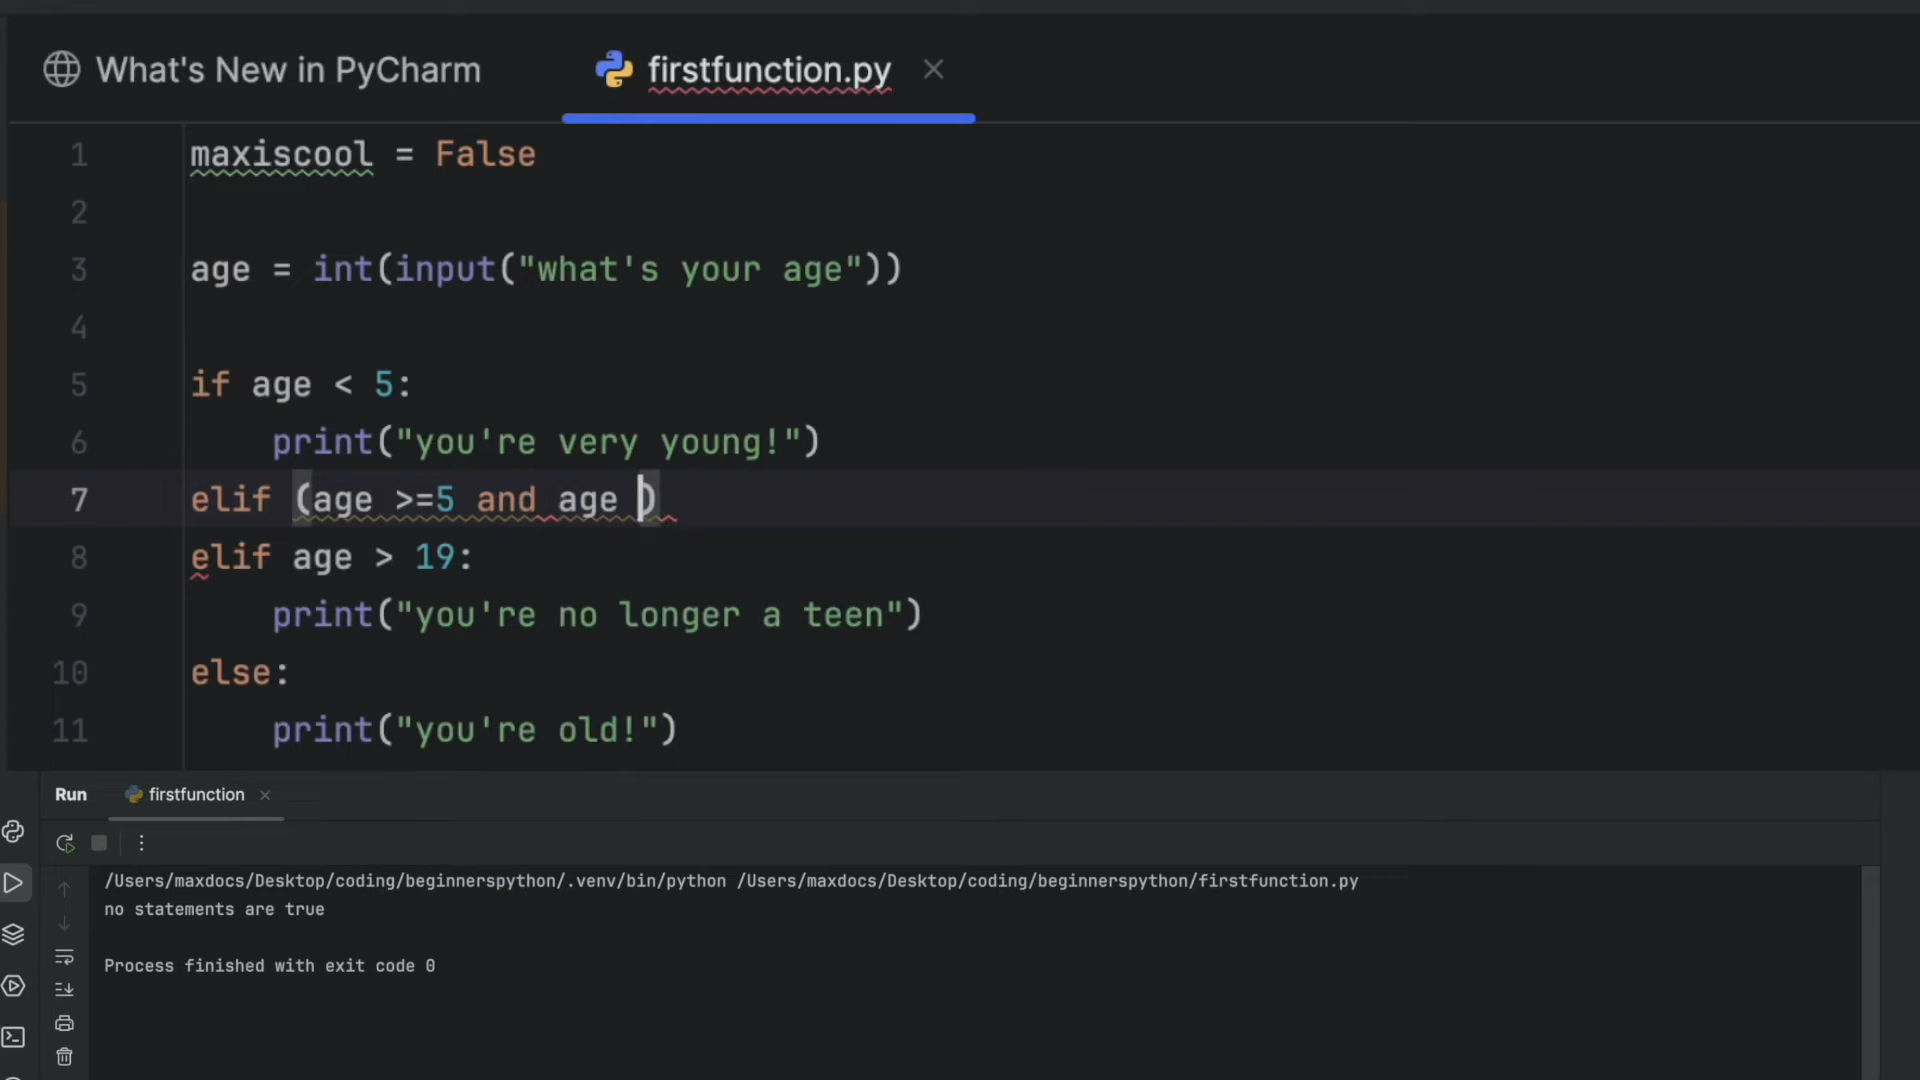 What's New in PyCharm firstfunction.py
1 maxiscool = False
2
3 age = int(input("what's your age"))
4
5 if age < 5:
6     print("you're very young!")
7 elif (age >=5 and age )
8 elif age > 19:
9     print("you're no longer a teen")
10 else:
11     print("you're old!")
Run firstfunction
/Users/maxdocs/Desktop/coding/beginnerspython/.venv/bin/python /Users/maxdocs/Desktop/coding/beginnerspython/firstfunction.py
no statements are true
Process finished with exit code 0